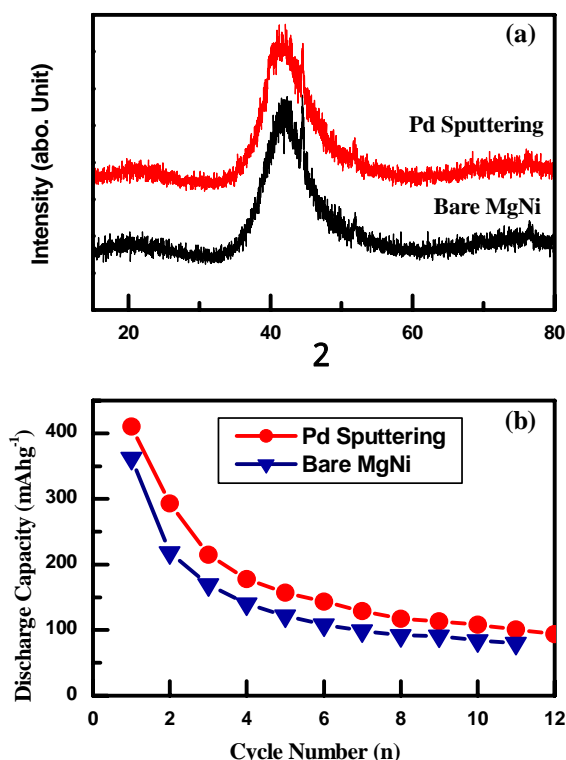 (a)
Intensity (abo. Unit)
Pd Sputtering
Bare MgNi
20 40 60 80
2
(b)
Discharge Capacity (mAhg-1)
400
300
200
100
0
Pd Sputtering
Bare MgNi
0 2 4 6 8 10 12
Cycle Number (n)